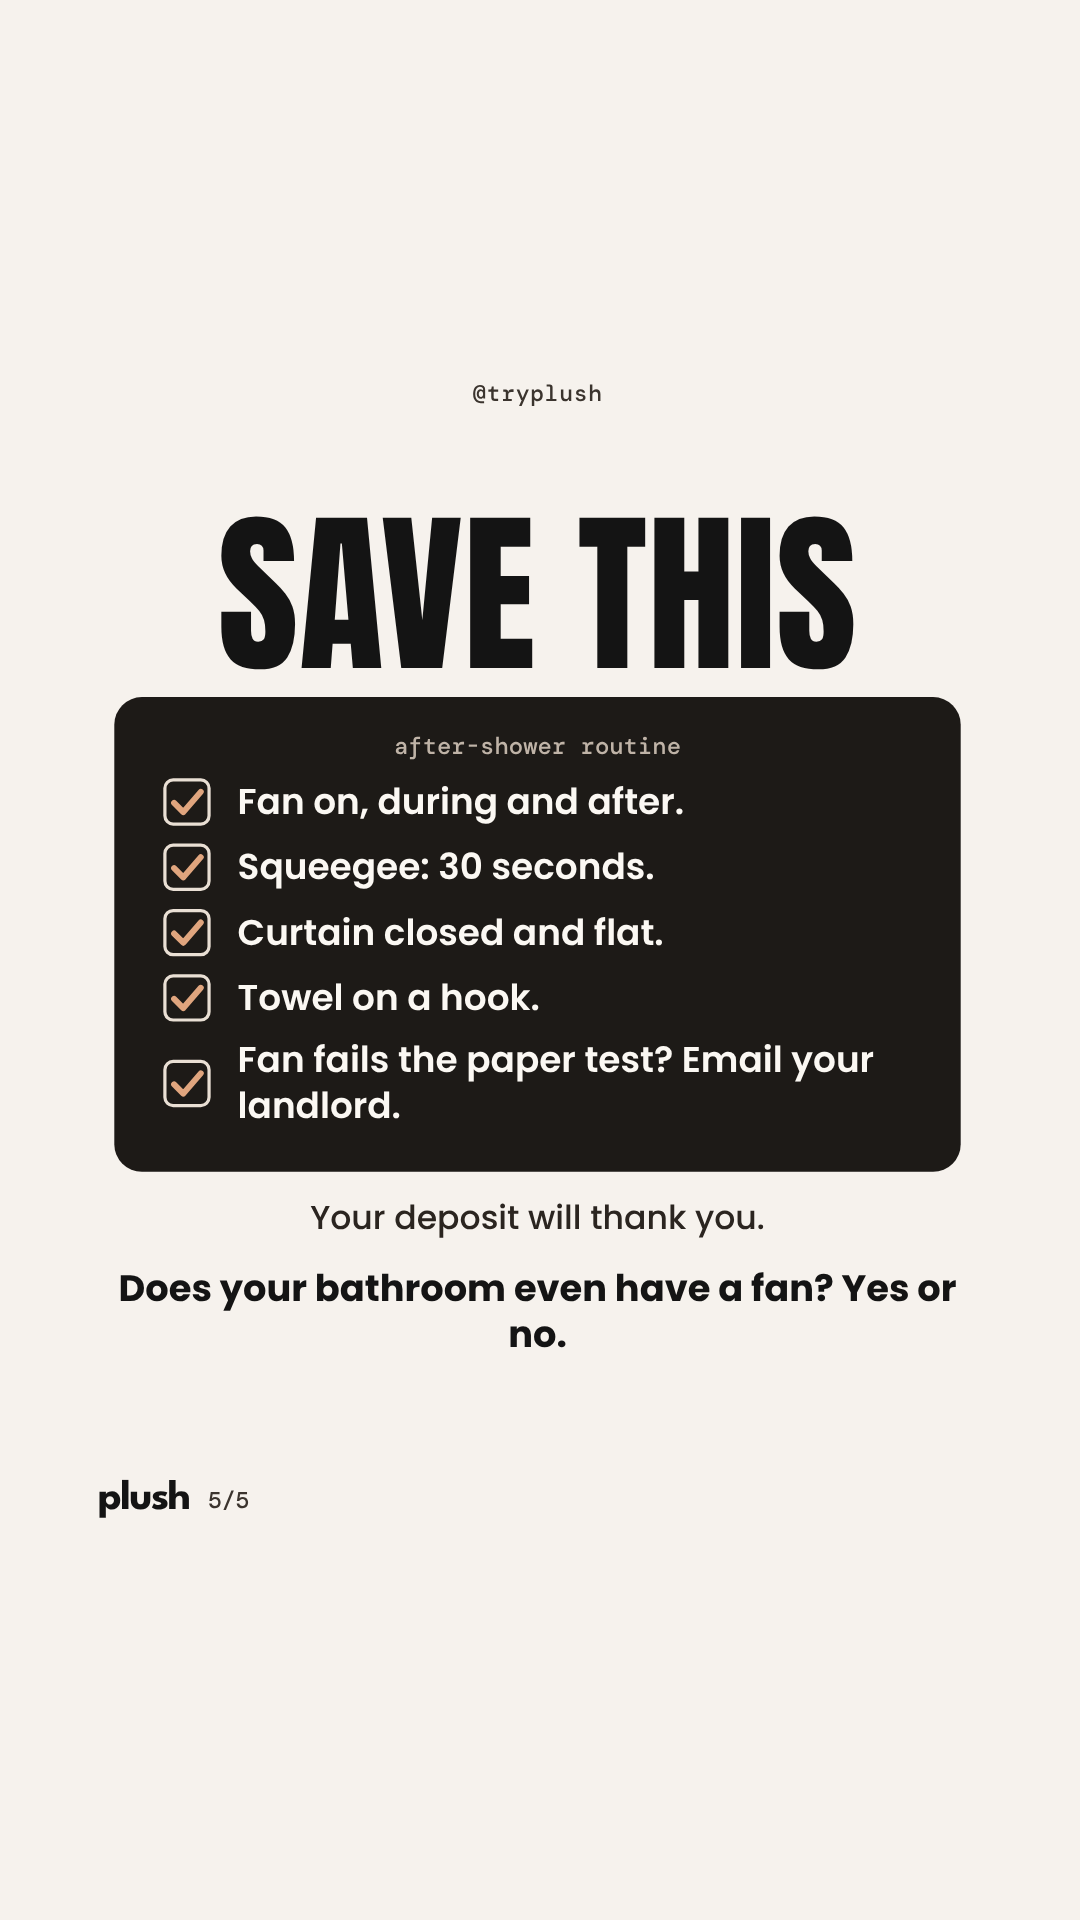 @tryplush
SAVE THIS
after-shower routine
Fan on, during and after.
Squeegee: 30 seconds.
Curtain closed and flat.
Towel on a hook.
Fan fails the paper test? Email your
landlord.
Your deposit will thank you.
Does your bathroom even have a fan? Yes or
no.
plush 5/5